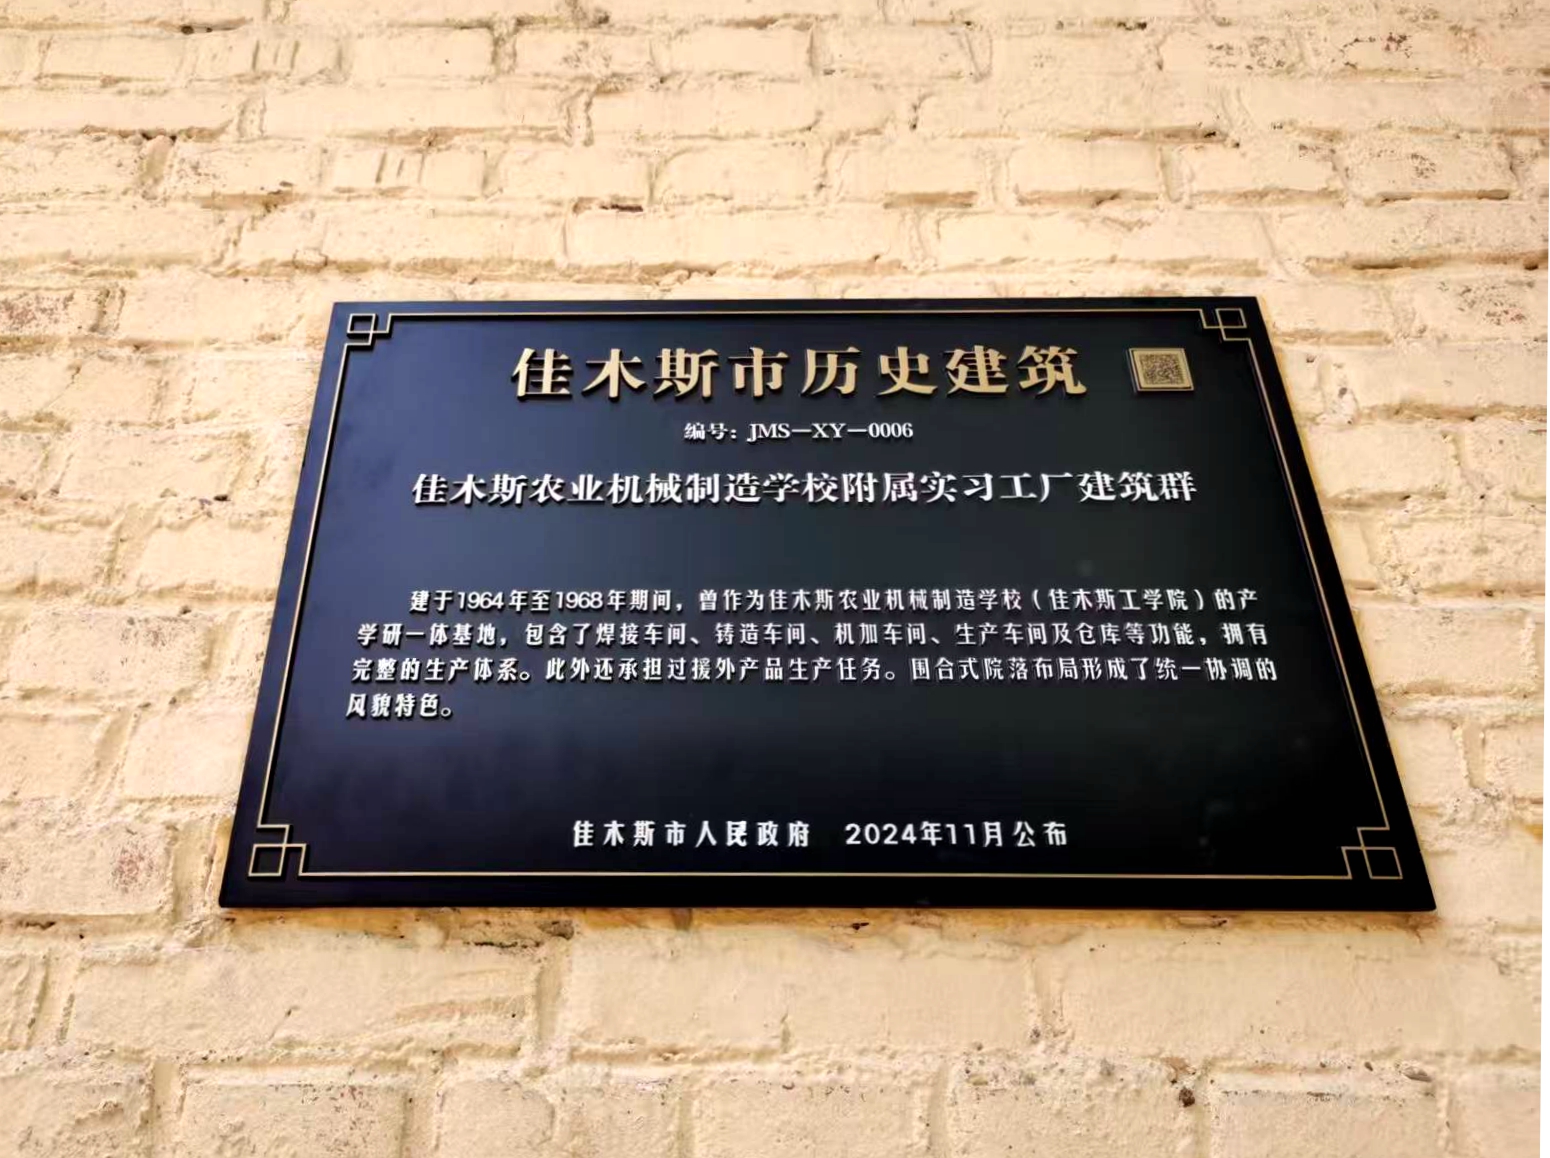 佳木斯市历史建筑
编号：JMS—XY—0006
佳木斯农业机械制造学校附属实习工厂建筑群
建于1964年至1968年期间，曾作为佳木斯农业机械制造学校（佳木斯工学院）的产
学研一体基地，包含了焊接车间、铸造车间、机加车间、生产车间及仓库等功能，拥有
完整的生产体系。此外还承担过援外产品生产任务。围合式院落布局形成了统一协调的
风貌特色。
佳木斯市人民政府 2024年11月公布